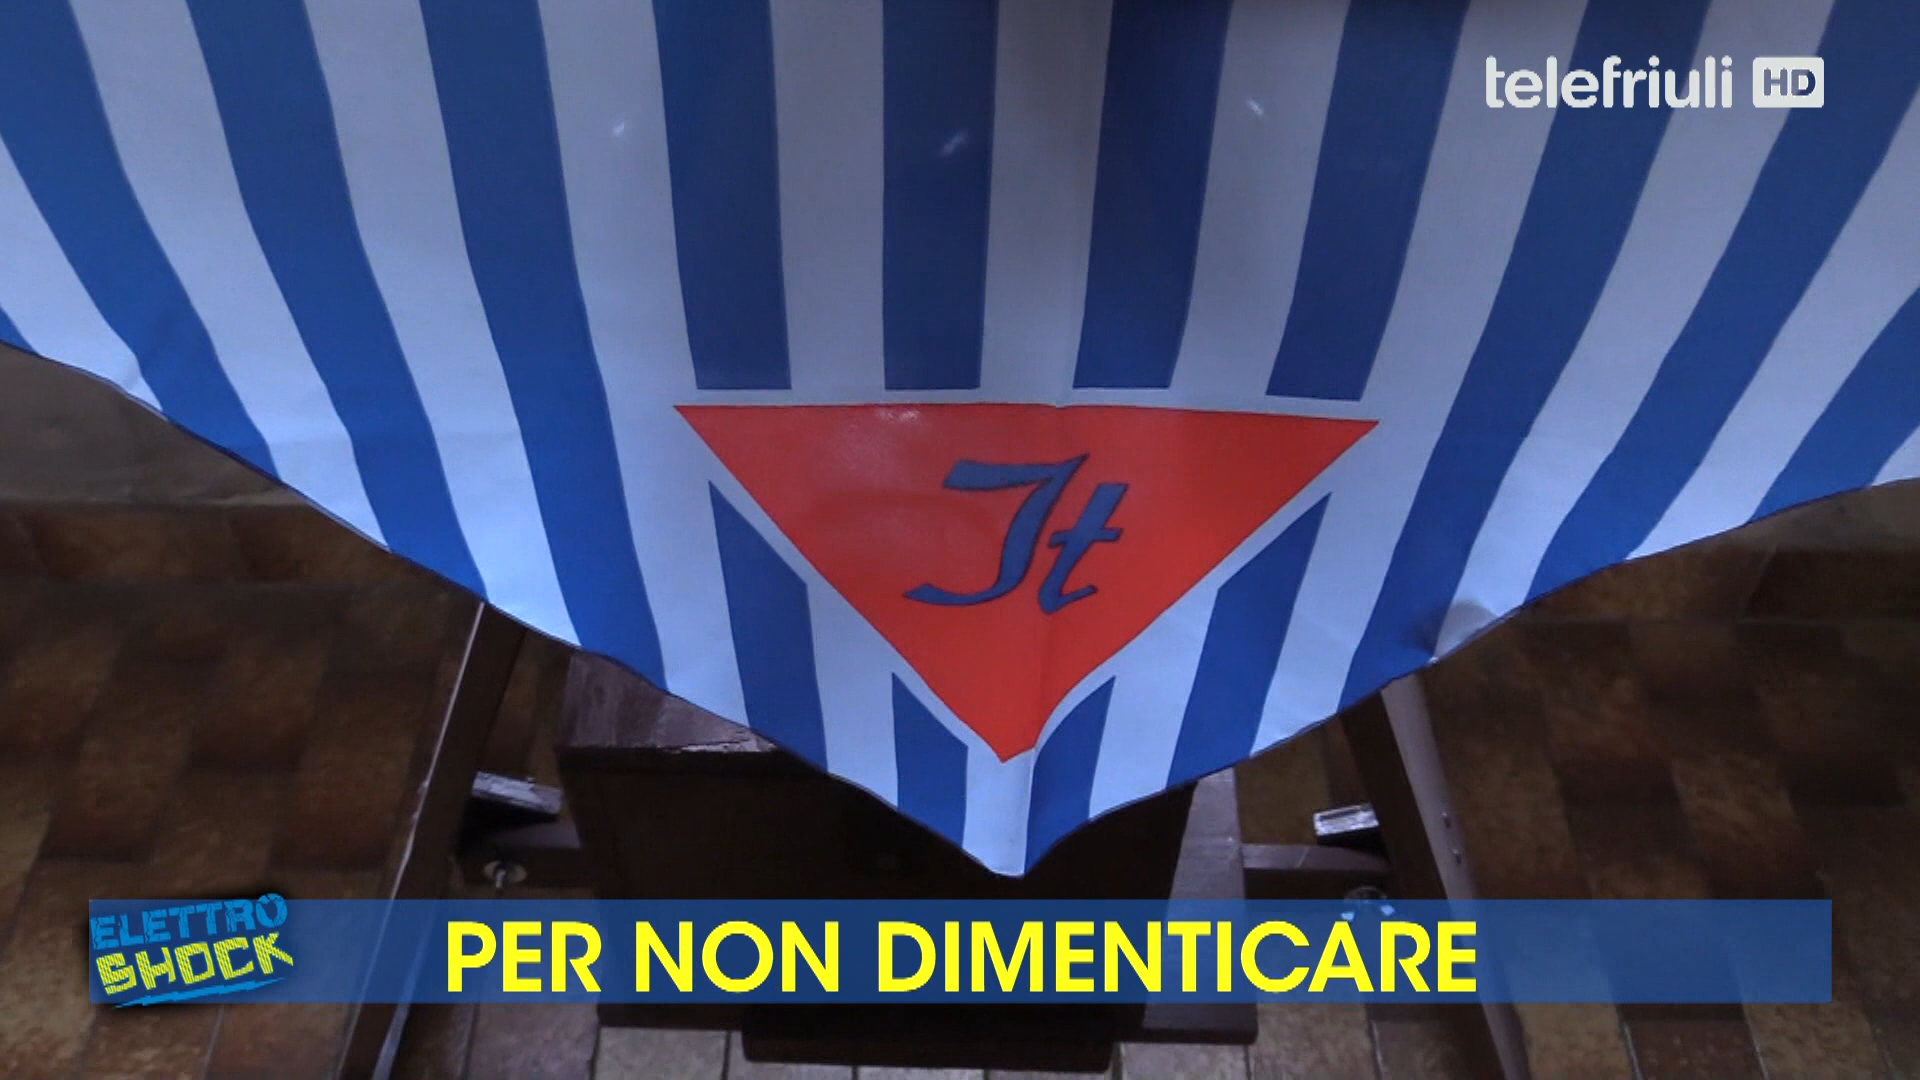 telefriuli HD
It
ELETTRO
SHOCK
PER NON DIMENTICARE